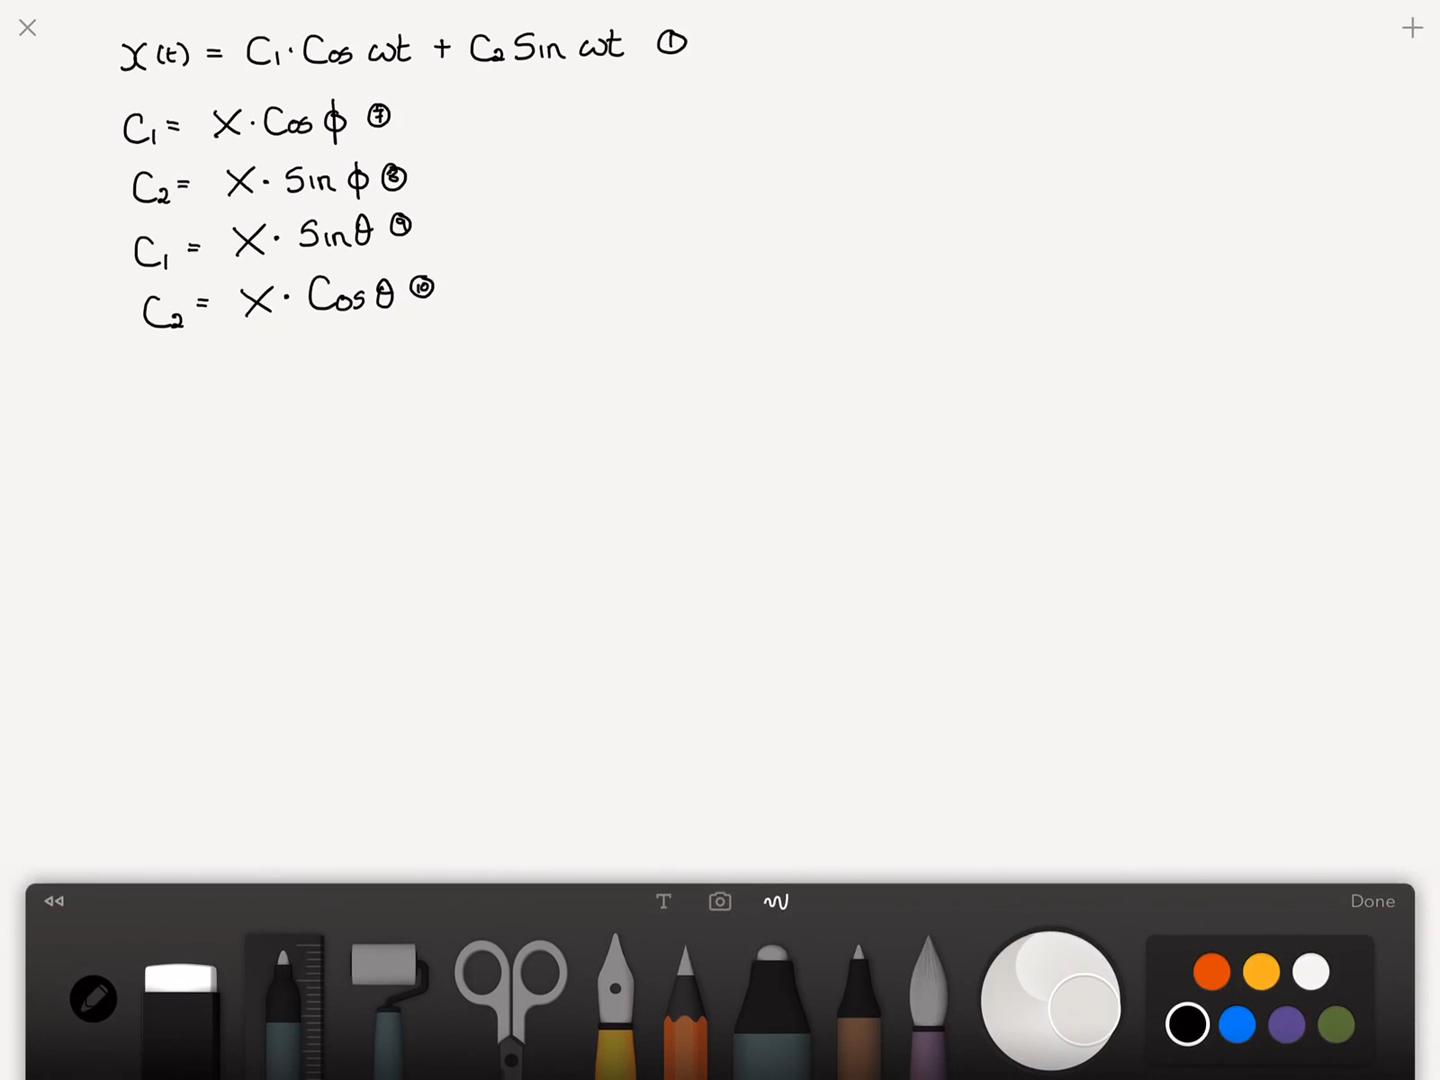 x(t) = C₁·Cos ωt + C₂ Sin ωt ①
C₁ = X·Cos ϕ ⑦
C₂ = X· Sin ϕ ⑧
C₁ = X· Sinθ ⑨
C₂ = X· Cosθ ⑩
T
Done